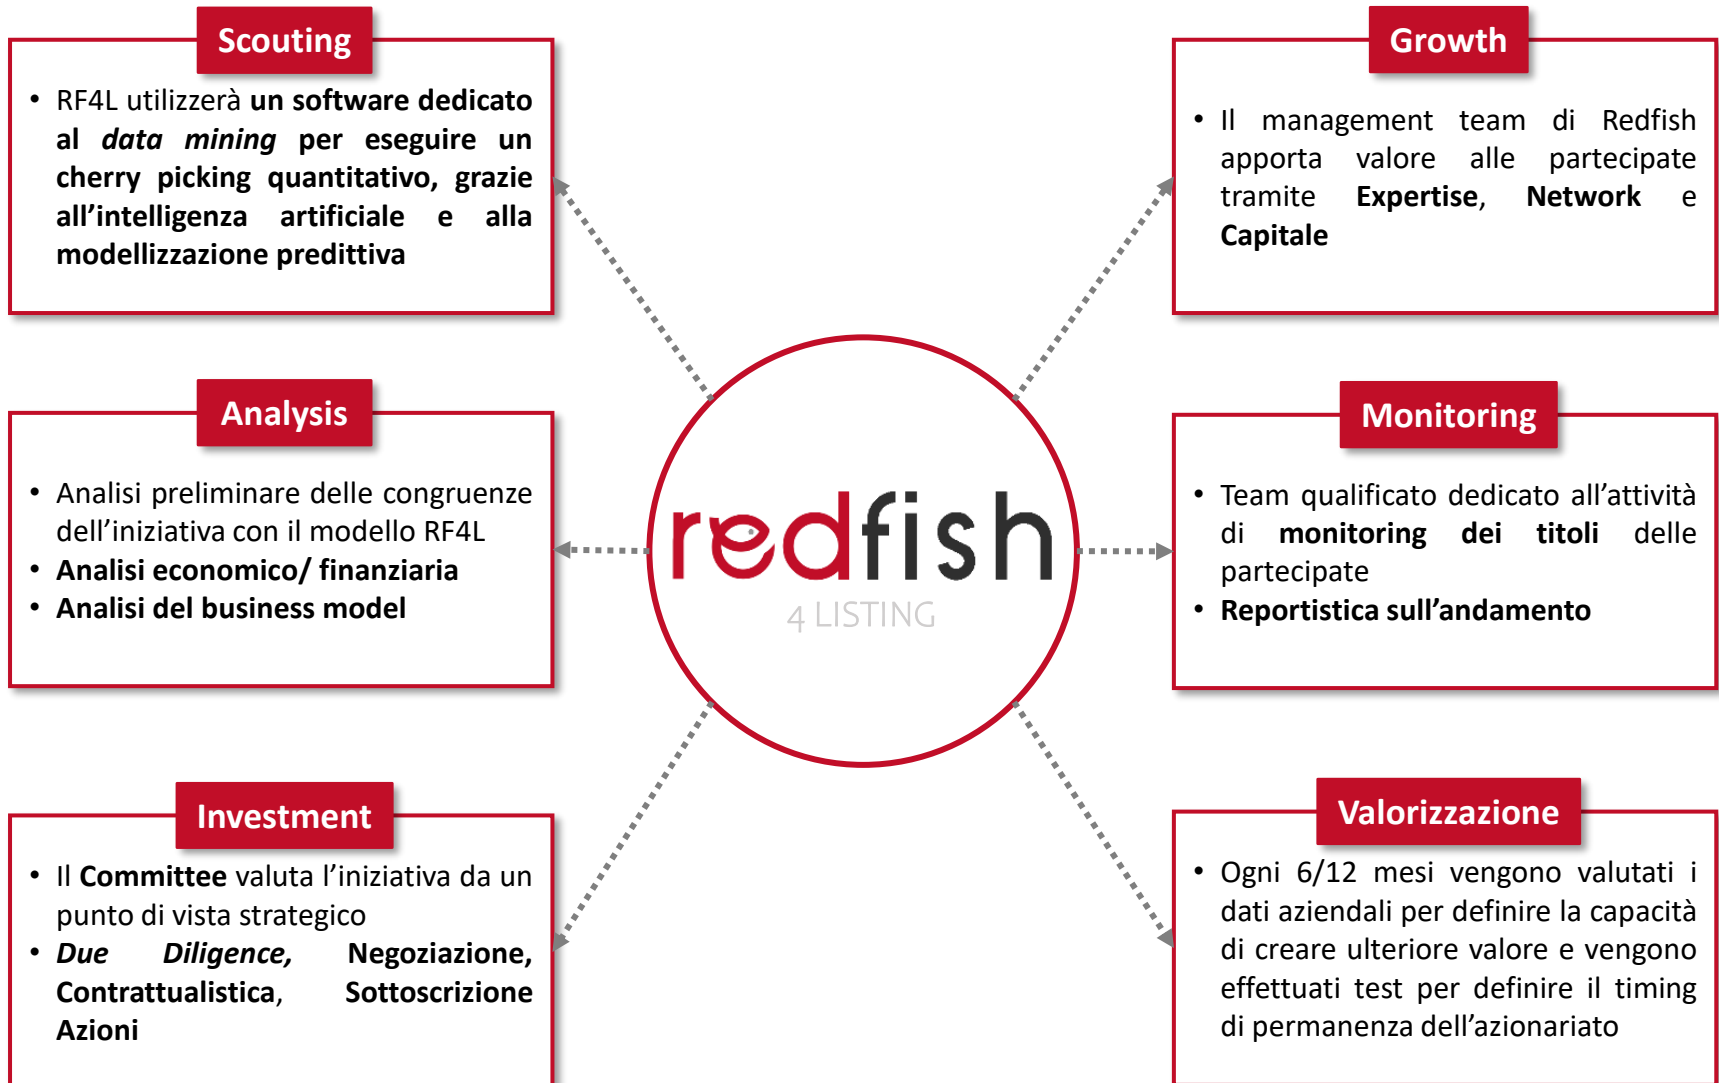 Scouting
• RF4L utilizzerà un software dedicato
al data mining per eseguire un
cherry picking quantitativo, grazie
all’intelligenza artificiale e alla
modellizzazione predittiva
Analysis
• Analisi preliminare delle congruenze
dell’iniziativa con il modello RF4L
• Analisi economico/ finanziaria
• Analisi del business model
Investment
• Il Committee valuta l’iniziativa da un
punto di vista strategico
• Due Diligence, Negoziazione,
Contrattualistica, Sottoscrizione
Azioni
redfish
4 LISTING
Growth
• Il management team di Redfish
apporta valore alle partecipate
tramite Expertise, Network e
Capitale
Monitoring
• Team qualificato dedicato all’attività
di monitoring dei titoli delle
partecipate
• Reportistica sull’andamento
Valorizzazione
• Ogni 6/12 mesi vengono valutati i
dati aziendali per definire la capacità
di creare ulteriore valore e vengono
effettuati test per definire il timing
di permanenza dell’azionariato